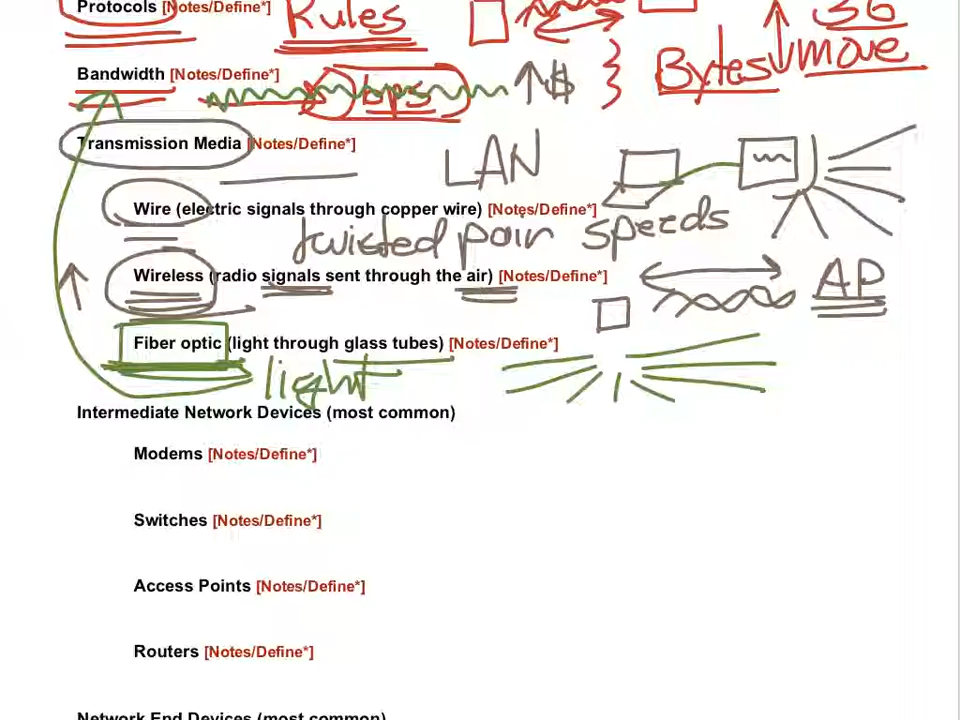 Protocols [Notes/Define*] Rules 3G
Bytes move
Bandwidth [Notes/Define*] bps $
Transmission Media [Notes/Define*] LAN
Wire (electric signals through copper wire) [Notes/Define*]
twisted pair speeds
Wireless (radio signals sent through the air) [Notes/Define*] AP
Fiber optic (light through glass tubes) [Notes/Define*]
light
Intermediate Network Devices (most common)
Modems [Notes/Define*]
Switches [Notes/Define*]
Access Points [Notes/Define*]
Routers [Notes/Define*]
Network End Devices (most common)